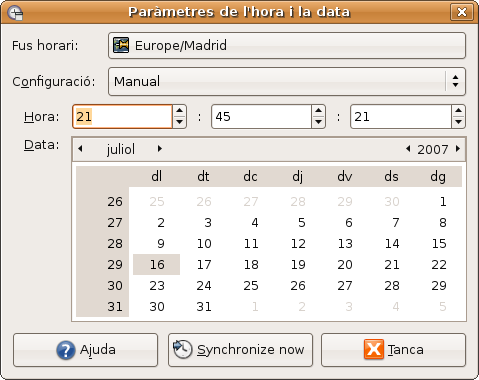 Paràmetres de l'hora i la data
Fus horari: Europe/Madrid
Configuració: Manual
Hora: 21 : 45 : 21
Data: juliol 2007
dl dt dc dj dv ds dg
26 25 26 27 28 29 30 1
27 2 3 4 5 6 7 8
28 9 10 11 12 13 14 15
29 16 17 18 19 20 21 22
30 23 24 25 26 27 28 29
31 30 31 1 2 3 4 5
Ajuda Synchronize now Tanca